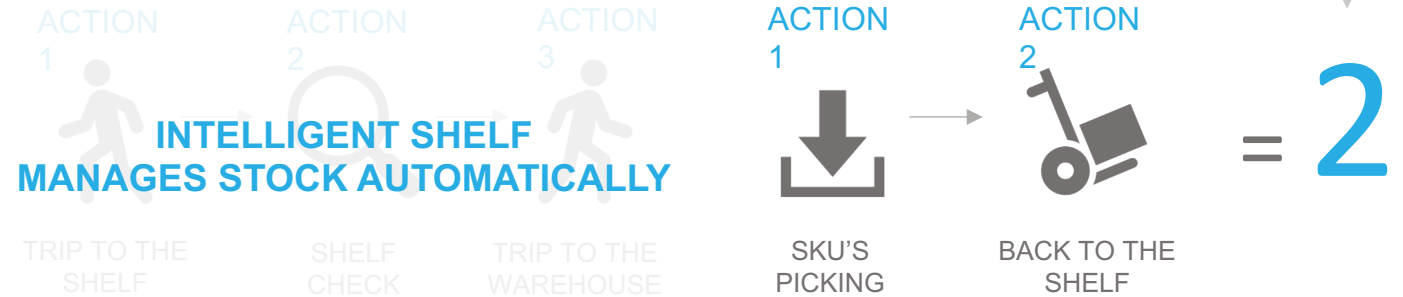 ACTION
1
ACTION
2
ACTION
3
INTELLIGENT SHELF
MANAGES STOCK AUTOMATICALLY
TRIP TO THE
SHELF
SHELF
CHECK
TRIP TO THE
WAREHOUSE
ACTION
1
SKU'S
PICKING
ACTION
2
BACK TO THE
SHELF
= 2